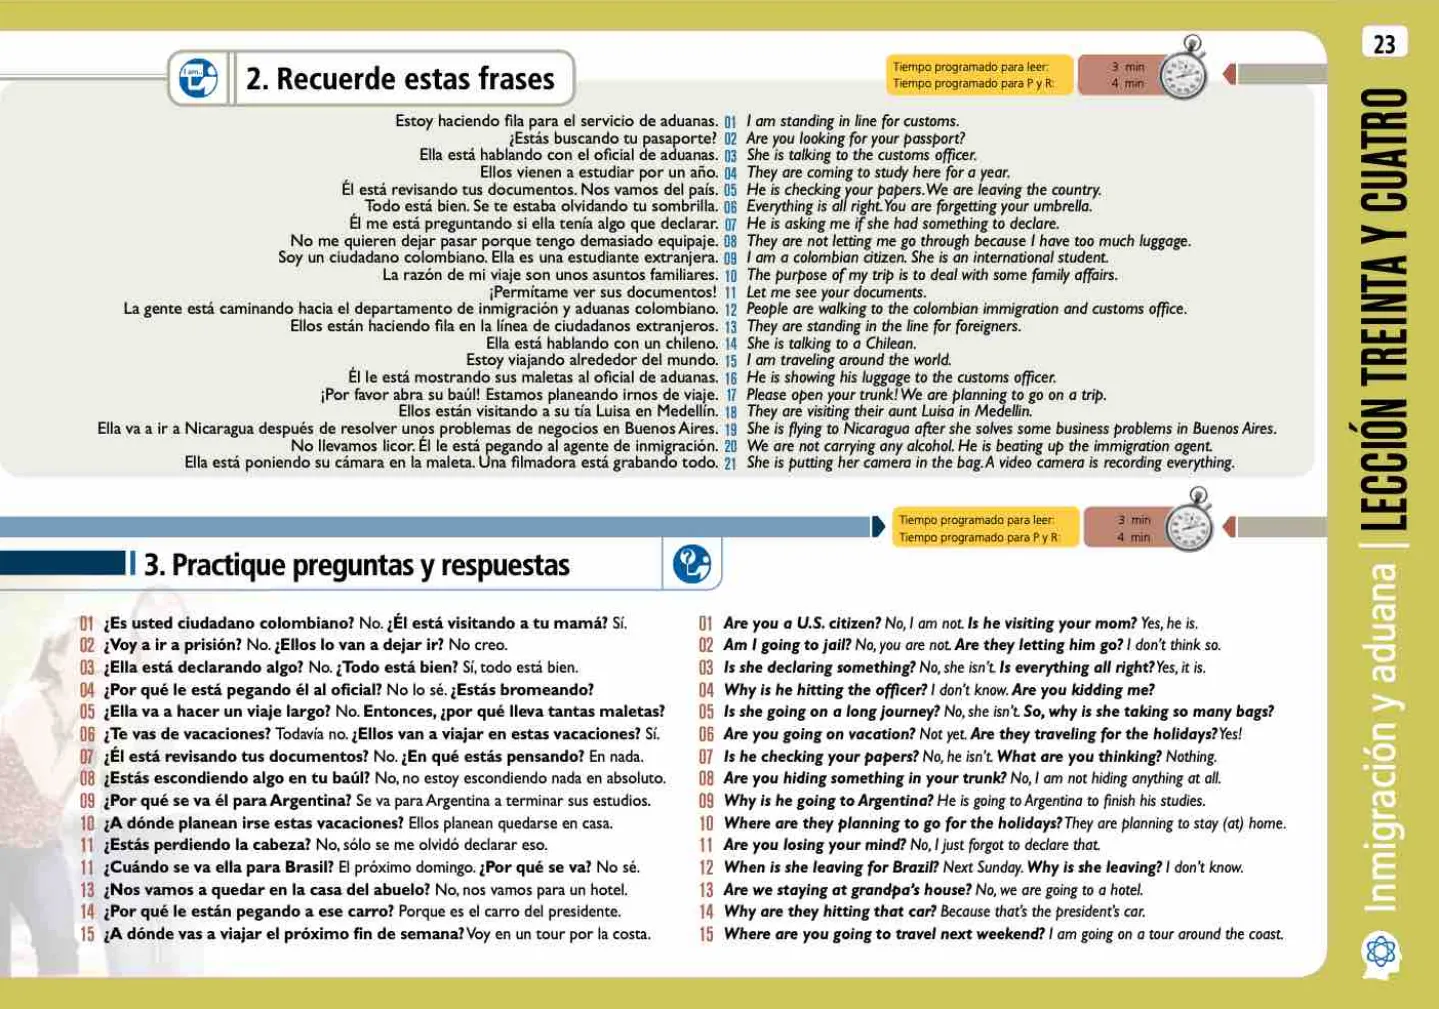 23
I am...
2. Recuerde estas frases
Tiempo programado para leer: 3 min
Tiempo programado para P y R: 4 min
Estoy haciendo fila para el servicio de aduanas. 01 I am standing in line for customs.
¿Estás buscando tu pasaporte? 02 Are you looking for your passport?
Ella está hablando con el oficial de aduanas. 03 She is talking to the customs officer.
Ellos vienen a estudiar por un año. 04 They are coming to study here for a year.
Él está revisando tus documentos. Nos vamos del país. 05 He is checking your papers. We are leaving the country.
Todo está bien. Se te estaba olvidando tu sombrilla. 06 Everything is all right. You are forgetting your umbrella.
Él me está preguntando si ella tenía algo que declarar. 07 He is asking me if she had something to declare.
No me quieren dejar pasar porque tengo demasiado equipaje. 08 They are not letting me go through because I have too much luggage.
Soy un ciudadano colombiano. Ella es una estudiante extranjera. 09 I am a colombian citizen. She is an international student.
La razón de mi viaje son unos asuntos familiares. 10 The purpose of my trip is to deal with some family affairs.
¡Permítame ver sus documentos! 11 Let me see your documents.
La gente está caminando hacia el departamento de inmigración y aduanas colombiano. 12 People are walking to the colombian immigration and customs office.
Ellos están haciendo fila en la línea de ciudadanos extranjeros. 13 They are standing in the line for foreigners.
Ella está hablando con un chileno. 14 She is talking to a Chilean.
Estoy viajando alrededor del mundo. 15 I am traveling around the world.
Él le está mostrando sus maletas al oficial de aduanas. 16 He is showing his luggage to the customs officer.
¡Por favor abra su baúl! Estamos planeando irnos de viaje. 17 Please open your trunk! We are planning to go on a trip.
Ellos están visitando a su tía Luisa en Medellín. 18 They are visiting their aunt Luisa in Medellin.
Ella va a ir a Nicaragua después de resolver unos problemas de negocios en Buenos Aires. 19 She is flying to Nicaragua after she solves some business problems in Buenos Aires.
No llevamos licor. Él le está pegando al agente de inmigración. 20 We are not carrying any alcohol. He is beating up the immigration agent.
Ella está poniendo su cámara en la maleta. Una filmadora está grabando todo. 21 She is putting her camera in the bag. A video camera is recording everything.
Tiempo programado para leer: 3 min
Tiempo programado para P y R: 4 min
3. Practique preguntas y respuestas
01 ¿Es usted ciudadano colombiano? No. ¿Él está visitando a tu mamá? Sí.
02 ¿Voy a ir a prisión? No. ¿Ellos lo van a dejar ir? No creo.
03 ¿Ella está declarando algo? No. ¿Todo está bien? Sí, todo está bien.
04 ¿Por qué le está pegando él al oficial? No lo sé. ¿Estás bromeando?
05 ¿Ella va a hacer un viaje largo? No. Entonces, ¿por qué lleva tantas maletas?
06 ¿Te vas de vacaciones? Todavía no. ¿Ellos van a viajar en estas vacaciones? Sí.
07 ¿Él está revisando tus documentos? No. ¿En qué estás pensando? En nada.
08 ¿Estás escondiendo algo en tu baúl? No, no estoy escondiendo nada en absoluto.
09 ¿Por qué se va él para Argentina? Se va para Argentina a terminar sus estudios.
10 ¿A dónde planean irse estas vacaciones? Ellos planean quedarse en casa.
11 ¿Estás perdiendo la cabeza? No, sólo se me olvidó declarar eso.
11 ¿Cuándo se va ella para Brasil? El próximo domingo. ¿Por qué se va? No sé.
13 ¿Nos vamos a quedar en la casa del abuelo? No, nos vamos para un hotel.
14 ¿Por qué le están pegando a ese carro? Porque es el carro del presidente.
15 ¿A dónde vas a viajar el próximo fin de semana? Voy en un tour por la costa.
01 Are you a U.S. citizen? No, I am not. Is he visiting your mom? Yes, he is.
02 Am I going to jail? No, you are not. Are they letting him go? I don't think so.
03 Is she declaring something? No, she isn't. Is everything all right? Yes, it is.
04 Why is he hitting the officer? I don't know. Are you kidding me?
05 Is she going on a long journey? No, she isn't. So, why is she taking so many bags?
06 Are you going on vacation? Not yet. Are they traveling for the holidays? Yes!
07 Is he checking your papers? No, he isn't. What are you thinking? Nothing.
08 Are you hiding something in your trunk? No, I am not hiding anything at all.
09 Why is he going to Argentina? He is going to Argentina to finish his studies.
10 Where are they planning to go for the holidays? They are planning to stay (at) home.
11 Are you losing your mind? No, I just forgot to declare that.
12 When is she leaving for Brazil? Next Sunday. Why is she leaving? I don't know.
13 Are we staying at grandpa's house? No, we are going to a hotel.
14 Why are they hitting that car? Because that's the president's car.
15 Where are you going to travel next weekend? I am going on a tour around the coast.
Inmigración y aduana | LECCIÓN TREINTA Y CUATRO